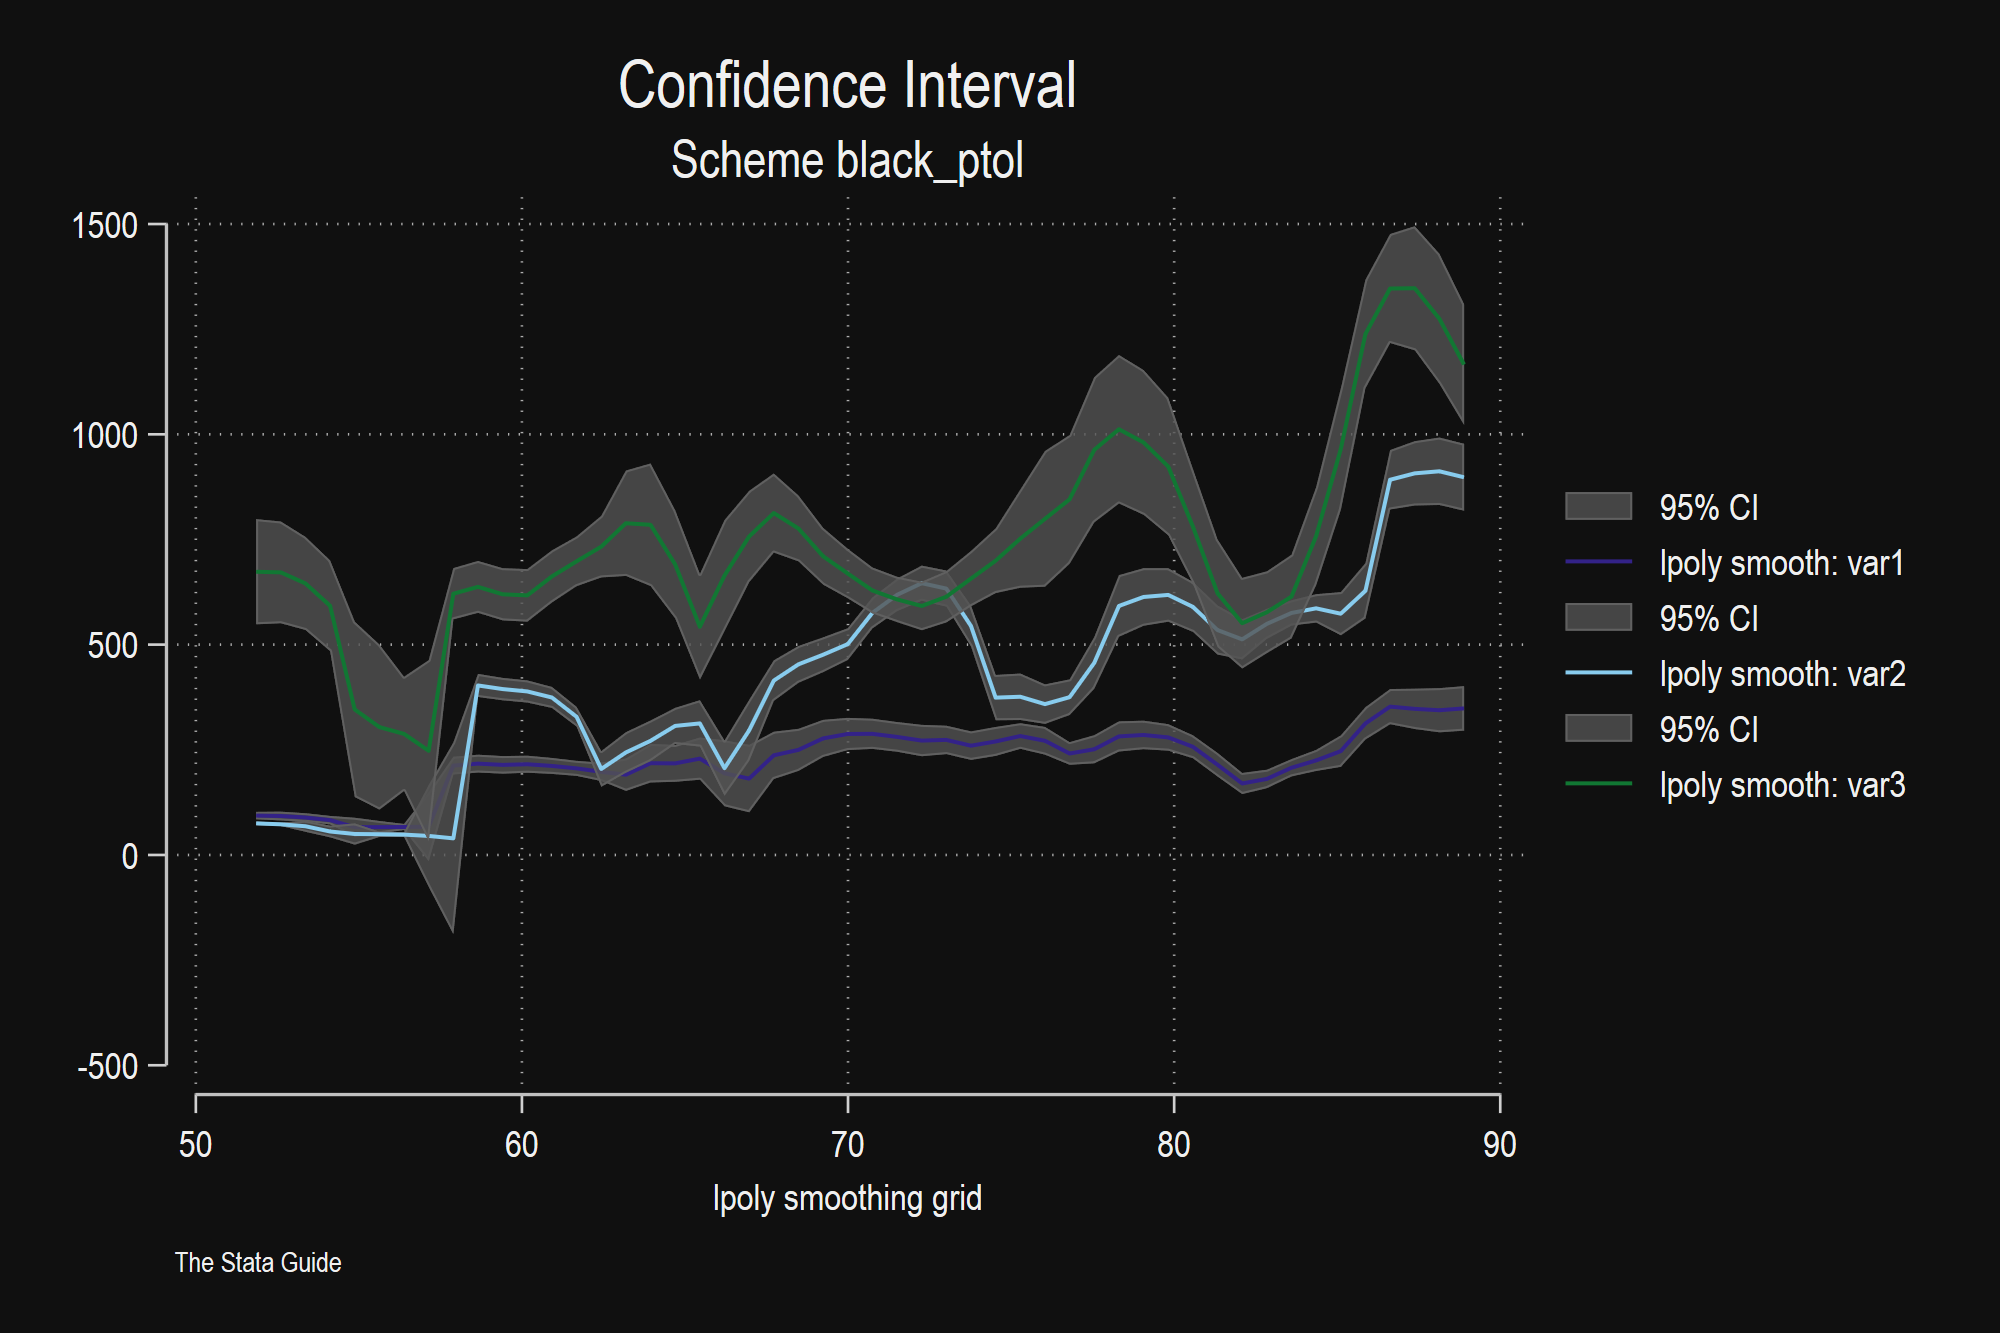 Confidence Interval
Scheme black_ptol
1500
1000
500
0
-500
50 60 70 80 90
lpoly smoothing grid
95% CI
lpoly smooth: var1
95% CI
lpoly smooth: var2
95% CI
lpoly smooth: var3
The Stata Guide